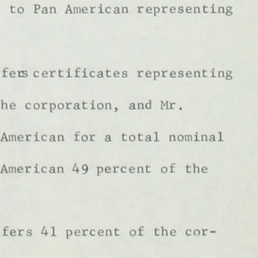 to Pan American representing
fers certificates representing
he corporation, and Mr.
American for a total nominal
American 49 percent of the
fers 41 percent of the cor-